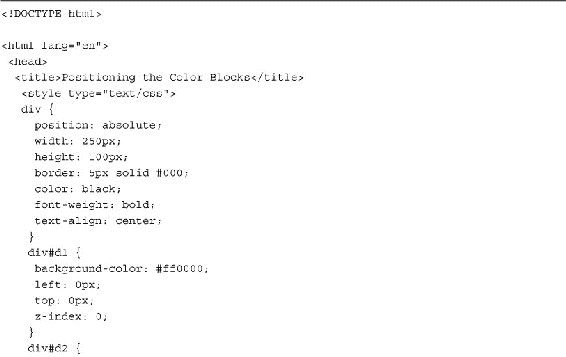 <!DOCTYPE html>
<html lang="en">
<head>
<title>Positioning the Color Blocks</title>
<style type="text/css">
div {
position: absolute;
width: 250px;
height: 100px;
border: 5px solid #000;
color: black;
font-weight: bold;
text-align: center;
}
div#d1 {
background-color: #ff0000;
left: 0px;
top: 0px;
z-index: 0;
}
div#d2 {